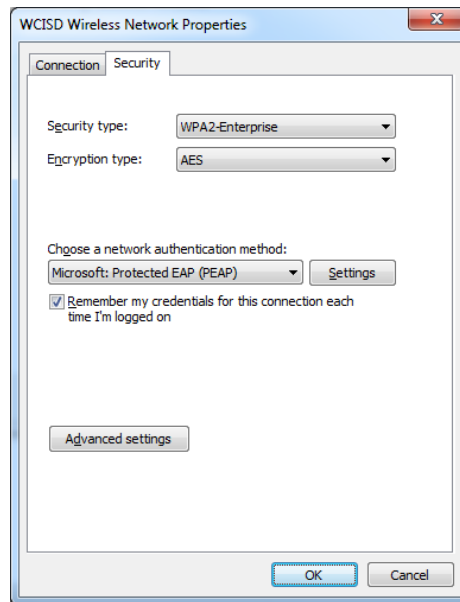 WCISD Wireless Network Properties
X
Connection Security
Security type: WPA2-Enterprise
Encryption type: AES
Choose a network authentication method:
Microsoft: Protected EAP (PEAP) Settings
Remember my credentials for this connection each
time I'm logged on
Advanced settings
OK Cancel